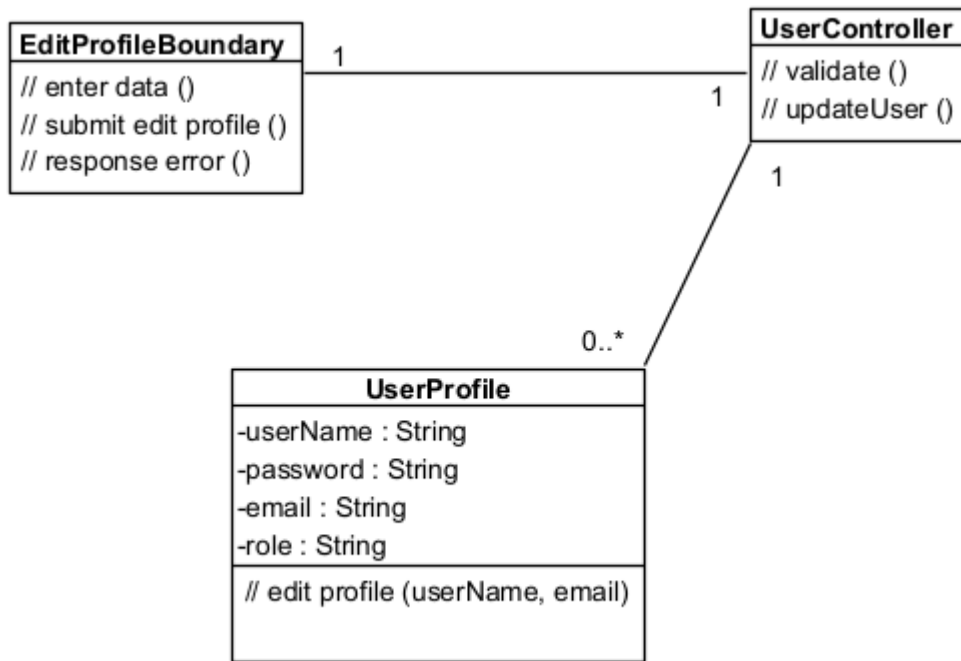 EditProfileBoundary
// enter data ()
// submit edit profile ()
// response error ()
1
1
UserController
// validate ()
// updateUser ()
1
0..*
UserProfile
-userName : String
-password : String
-email : String
-role : String
// edit profile (userName, email)